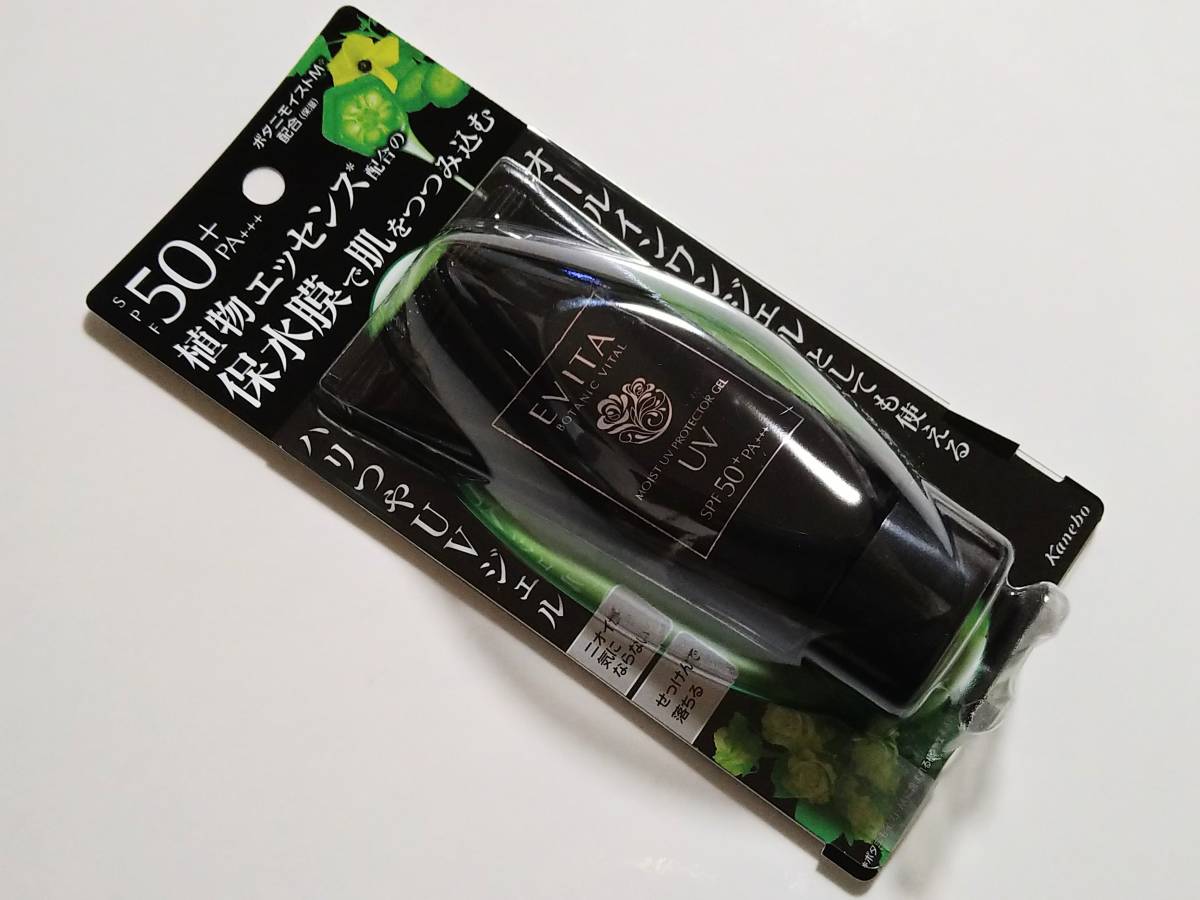 ボタニモイストM*
配合(保湿)
SPF50+
PA+++
植物エッセンス*配合の
保水膜で肌をつつみ込む
オールインワンジェルとしても使える
ハリつやUVジェル
EVITA
BOTANIC VITAL
MOIST UV PROTECTOR GEL
UV
SPF 50+ PA++++
Kanebo
ニオイが
気に
ならない
せっけんで
落ちる